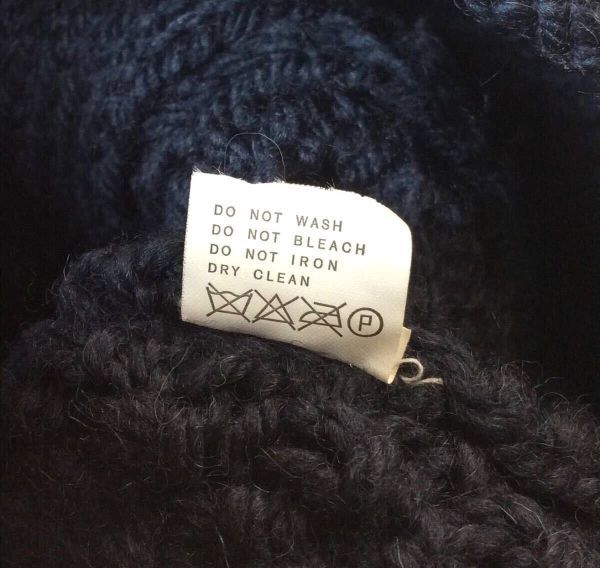 DO NOT WASH
DO NOT BLEACH
DO NOT IRON
DRY CLEAN
P